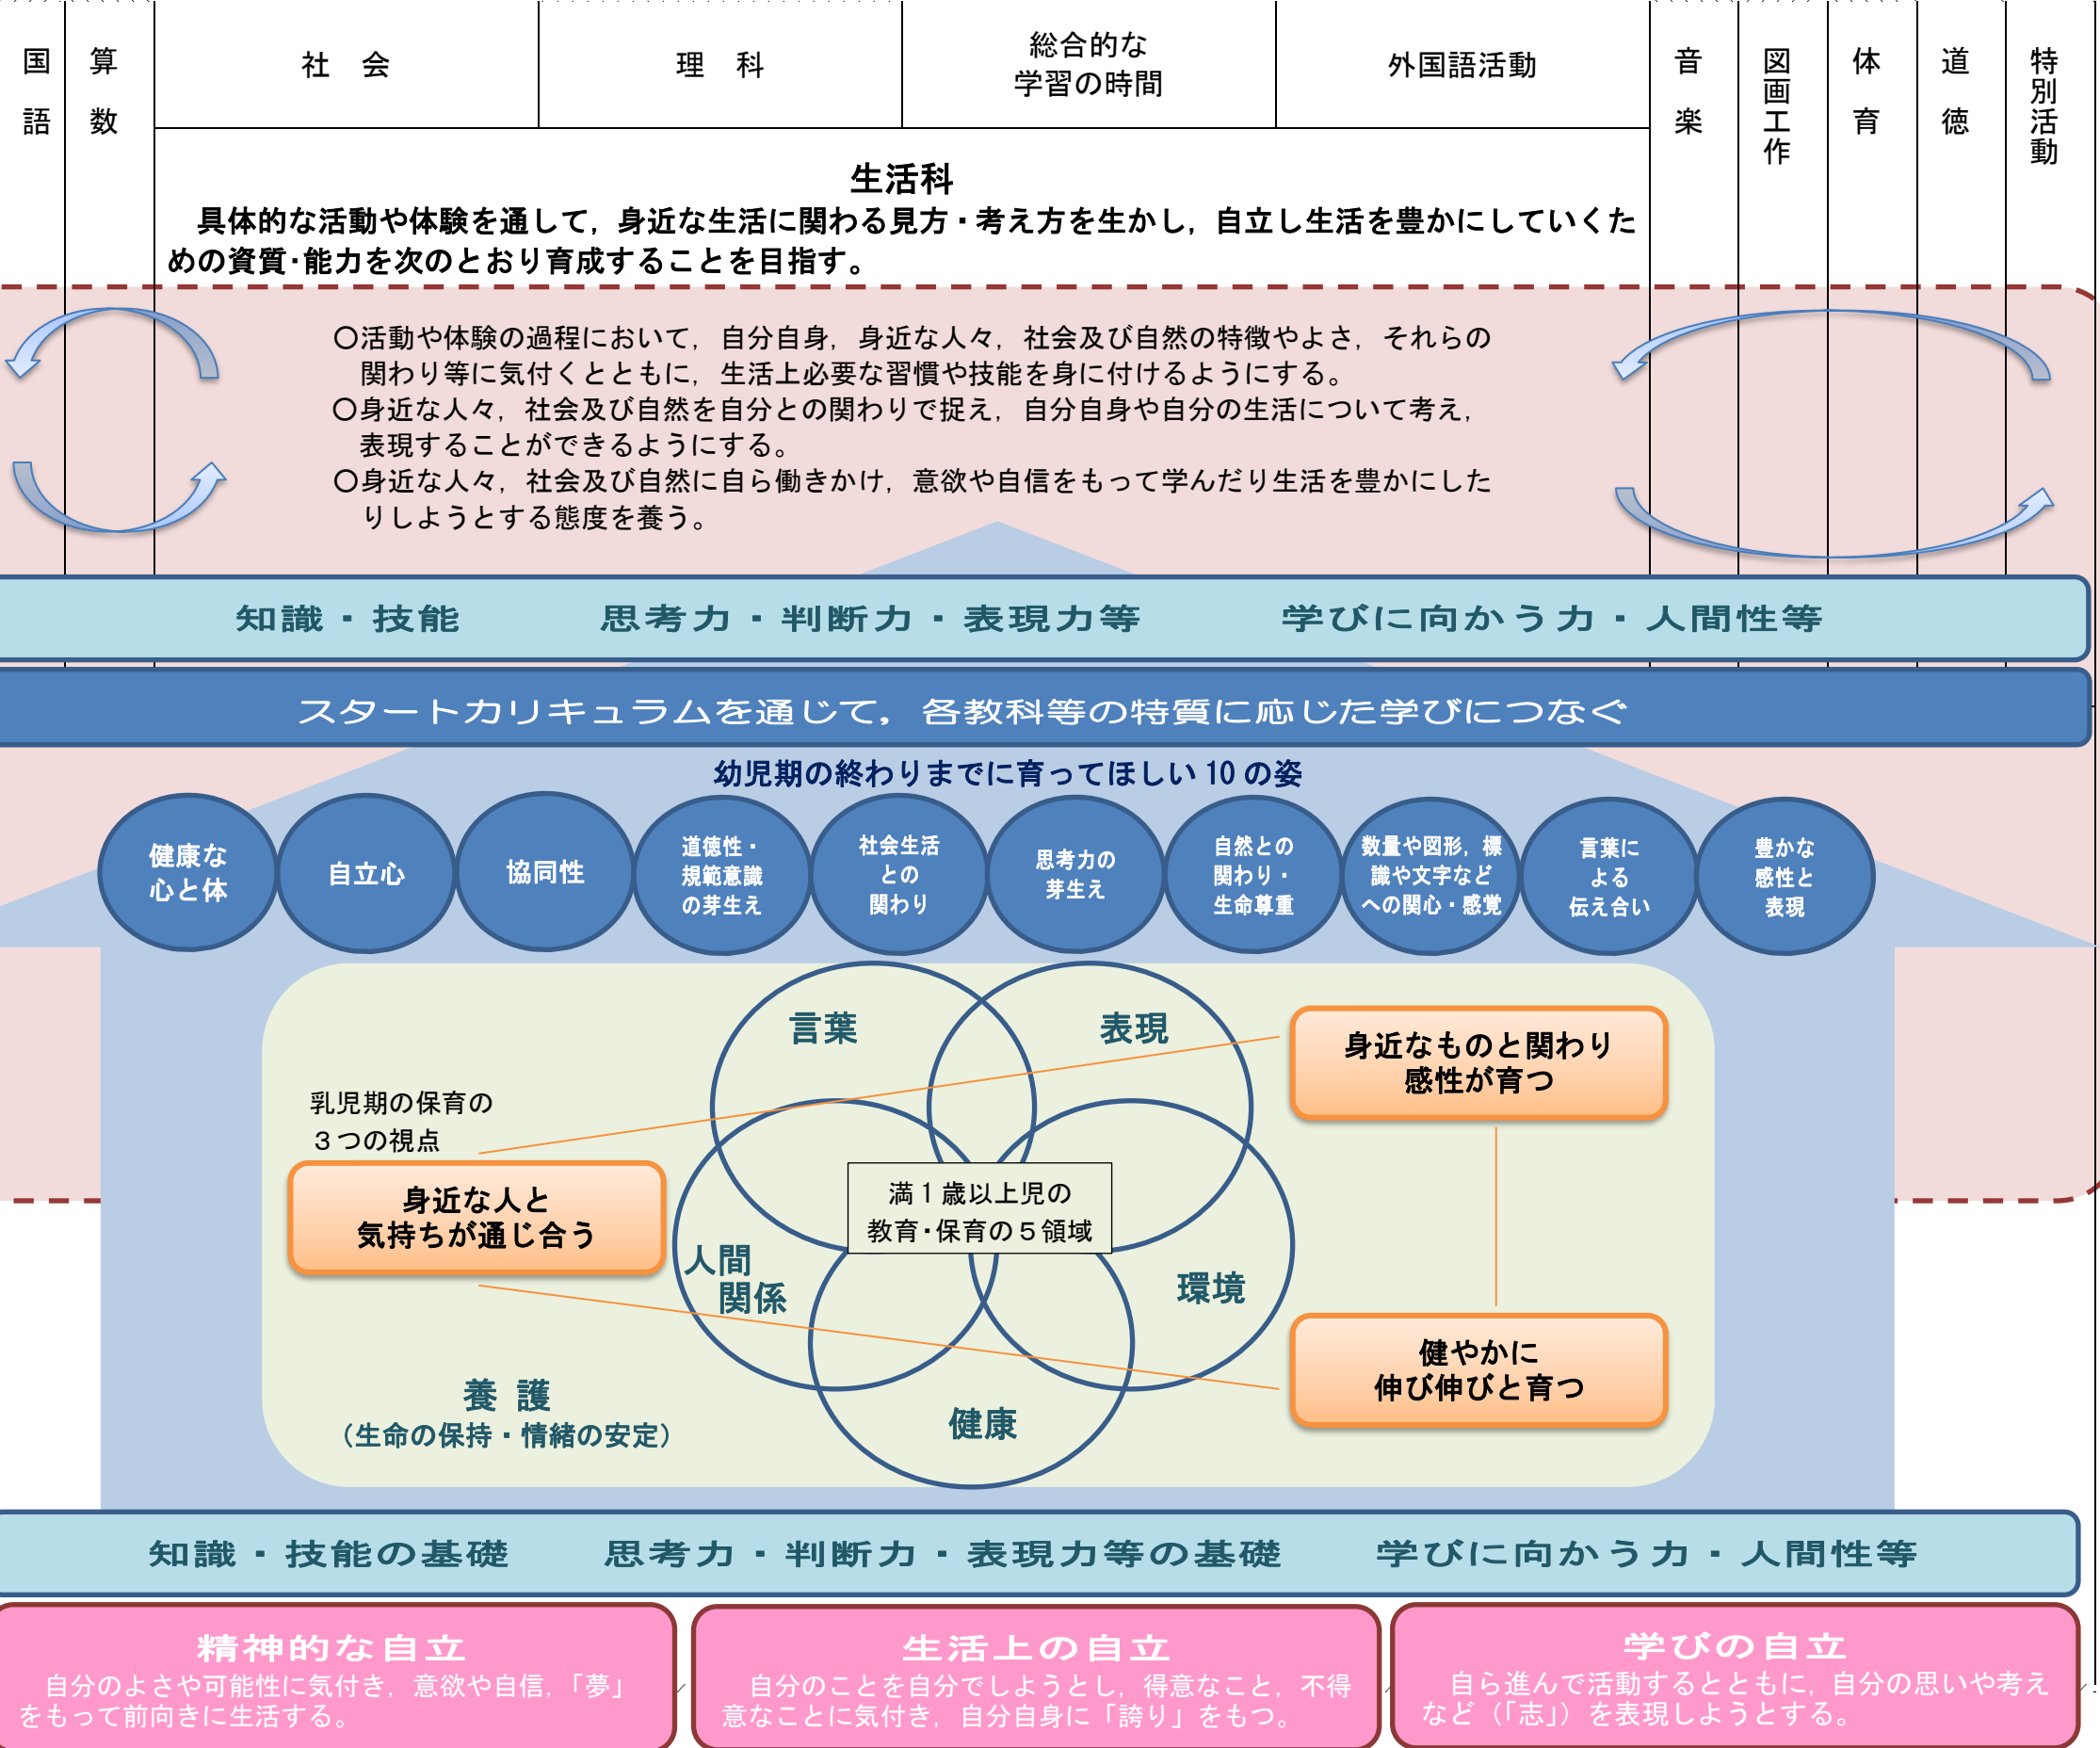 国語
算数
社 会
理 科
総合的な
学習の時間
外国語活動
音楽
図画工作
体育
道徳
特別活動
生活科
具体的な活動や体験を通して，身近な生活に関わる見方・考え方を生かし，自立し生活を豊かにしていくた
めの資質･能力を次のとおり育成することを目指す。
○活動や体験の過程において，自分自身，身近な人々，社会及び自然の特徴やよさ，それらの
関わり等に気付くとともに，生活上必要な習慣や技能を身に付けるようにする。
○身近な人々，社会及び自然を自分との関わりで捉え，自分自身や自分の生活について考え，
表現することができるようにする。
○身近な人々，社会及び自然に自ら働きかけ，意欲や自信をもって学んだり生活を豊かにした
りしようとする態度を養う。
知識・技能 思考力・判断力・表現力等 学びに向かう力・人間性等
スタートカリキュラムを通じて，各教科等の特質に応じた学びにつなぐ
幼児期の終わりまでに育ってほしい 10 の姿
健康な
心と体
自立心
協同性
道徳性・
規範意識
の芽生え
社会生活
との
関わり
思考力の
芽生え
自然との
関わり・
生命尊重
数量や図形，標
識や文字など
への関心・感覚
言葉に
よる
伝え合い
豊かな
感性と
表現
言葉
表現
身近なものと関わり
感性が育つ
乳児期の保育の
３つの視点
身近な人と
気持ちが通じ合う
満１歳以上児の
教育･保育の５領域
人間
関係
環境
健やかに
伸び伸びと育つ
養 護
（生命の保持・情緒の安定）
健康
知識・技能の基礎 思考力・判断力・表現力等の基礎 学びに向かう力・人間性等
精神的な自立
自分のよさや可能性に気付き，意欲や自信，「夢」
をもって前向きに生活する。
生活上の自立
自分のことを自分でしようとし，得意なこと，不得
意なことに気付き，自分自身に「誇り」をもつ。
学びの自立
自ら進んで活動するとともに，自分の思いや考え
など（「志」）を表現しようとする。